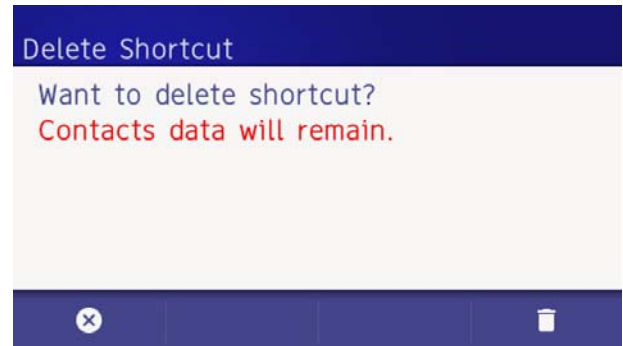 Delete Shortcut
Want to delete shortcut?
Contacts data will remain.